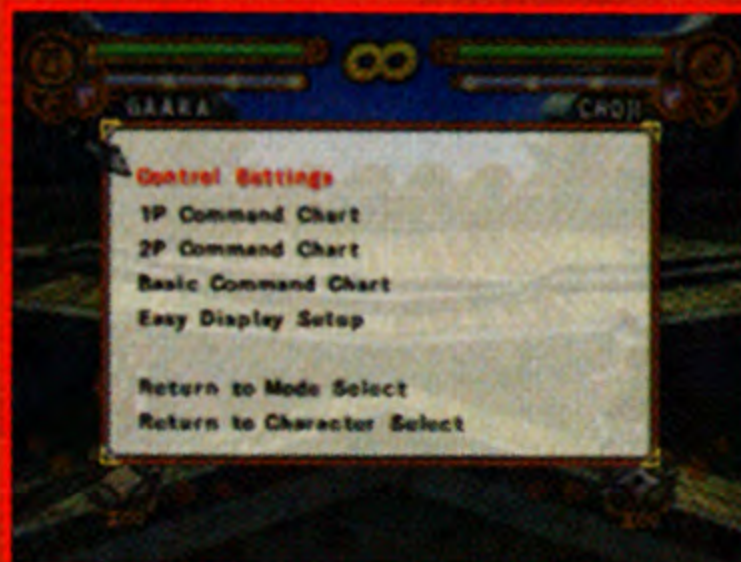 GAARA
CHOJI
Control Settings
1P Command Chart
2P Command Chart
Basic Command Chart
Easy Display Setup
Return to Mode Select
Return to Character Select